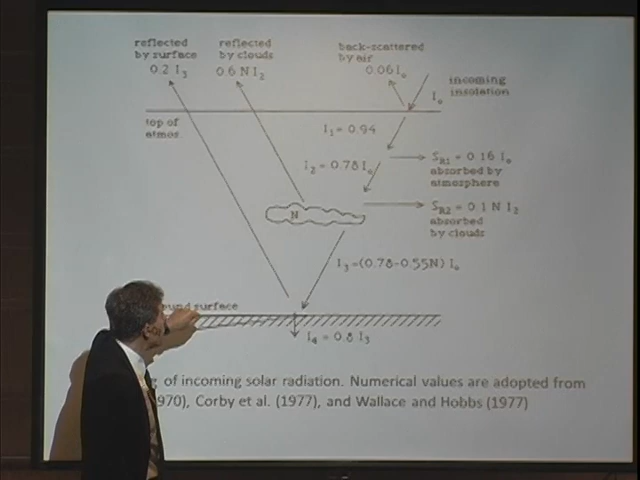 reflected
by surface
0.2 I₃
reflected
by clouds
0.6 N I₂
back-scattered
by air
0.06 I₀
incoming
insolation
I₀
top of
atmos.
I₁ = 0.94
I₂ = 0.78 I₀
S_R1 = 0.16 I₀
absorbed by
atmosphere
N
S_R2 = 0.1 N I₂
absorbed
by clouds
I₃ = (0.78-0.55N) I₀
surface
I₄ = 0.8 I₃
of incoming solar radiation. Numerical values are adopted from
970), Corby et al. (1977), and Wallace and Hobbs (1977)